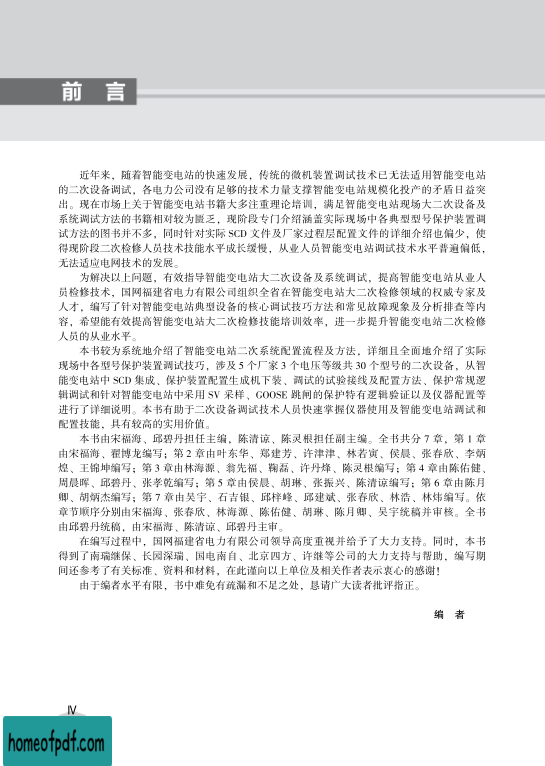 前 言
近年来，随着智能变电站的快速发展，传统的微机装置调试技术已无法适用智能变电站
的二次设备调试，各电力公司没有足够的技术力量支撑智能变电站规模化投产的矛盾日益突
出。现在市场上关于智能变电站书籍大多注重理论培训，满足智能变电站现场大二次设备及
系统调试方法的书籍相对较为匮乏，现阶段专门介绍涵盖实际现场中各典型型号保护装置调
试方法的图书并不多，同时针对实际 SCD 文件及厂家过程层配置文件的详细介绍也偏少，使
得现阶段二次检修人员技术技能水平成长缓慢，从业人员智能变电站调试技术水平普遍偏低，
无法适应电网技术的发展。
为解决以上问题，有效指导智能变电站大二次设备及系统调试，提高智能变电站从业人
员检修技术，国网福建省电力有限公司组织全省在智能变电站大二次检修领域的权威专家及
人才，编写了针对智能变电站典型设备的核心调试技巧方法和常见故障现象及分析排查等内
容，希望能有效提高智能变电站大二次检修技能培训效率，进一步提升智能变电站二次检修
人员的从业水平。
本书较为系统地介绍了智能变电站二次系统配置流程及方法，详细且全面地介绍了实际
现场中各型号保护装置调试技巧，涉及 5 个厂家 3 个电压等级共 30 个型号的二次设备，从智
能变电站中 SCD 集成、保护装置配置生成机下装、调试的试验接线及配置方法、保护常规逻
辑调试和针对智能变电站中采用 SV 采样、GOOSE 跳闸的保护特有逻辑验证以及仪器配置等
进行了详细说明。本书有助于二次设备调试技术人员快速掌握仪器使用及智能变电站调试和
配置技能，具有较高的实用价值。
本书由宋福海、邱碧丹担任主编，陈清谅、陈灵根担任副主编。全书共分 7 章，第 1 章
由宋福海、翟博龙编写；第 2 章由叶东华、郑建芳、许津津、林若寅、侯晨、张春欣、李炳
煌、王锦坤编写；第 3 章由林海源、翁先福、鞠磊、许丹烽、陈灵根编写；第 4 章由陈佑健、
周晨晖、邱碧丹、张孝乾编写；第 5 章由侯晨、胡琳、张振兴、陈清谅编写；第 6 章由陈月
卿、胡炳杰编写；第 7 章由吴宇、石吉银、邱梓峰、邱建斌、张春欣、林浩、林炜编写。依
章节顺序分别由宋福海、张春欣、林海源、陈佑健、胡琳、陈月卿、吴宇统稿并审核。全书
由邱碧丹统稿，由宋福海、陈清谅、邱碧丹主审。
在编写过程中，国网福建省电力有限公司领导高度重视并给予了大力支持。同时，本书
得到了南瑞继保、长园深瑞、国电南自、北京四方、许继等公司的大力支持与帮助，编写期
间还参考了有关标准、资料和材料，在此谨向以上单位及相关作者表示衷心的感谢！
由于编者水平有限，书中难免有疏漏和不足之处，恳请广大读者批评指正。
编 者
Ⅳ
homeofpdf.com